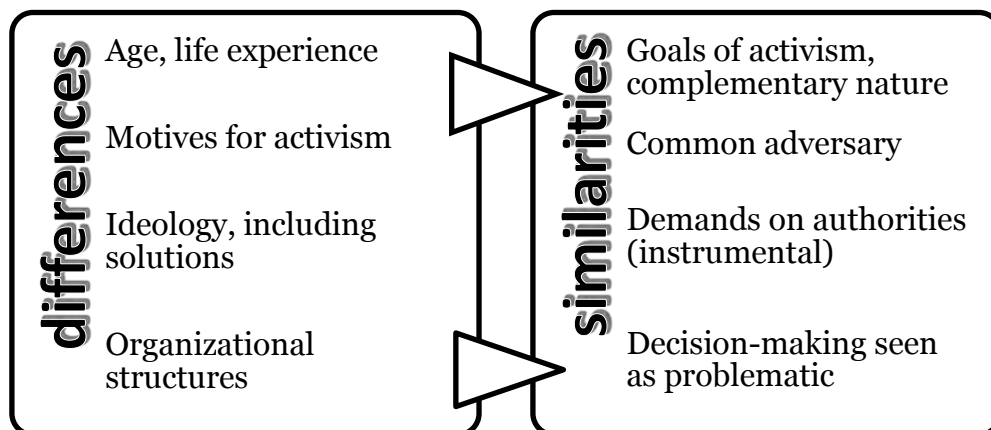 differences
Age, life experience
Motives for activism
Ideology, including
solutions
Organizational
structures
similarities
Goals of activism,
complementary nature
Common adversary
Demands on authorities
(instrumental)
Decision-making seen
as problematic